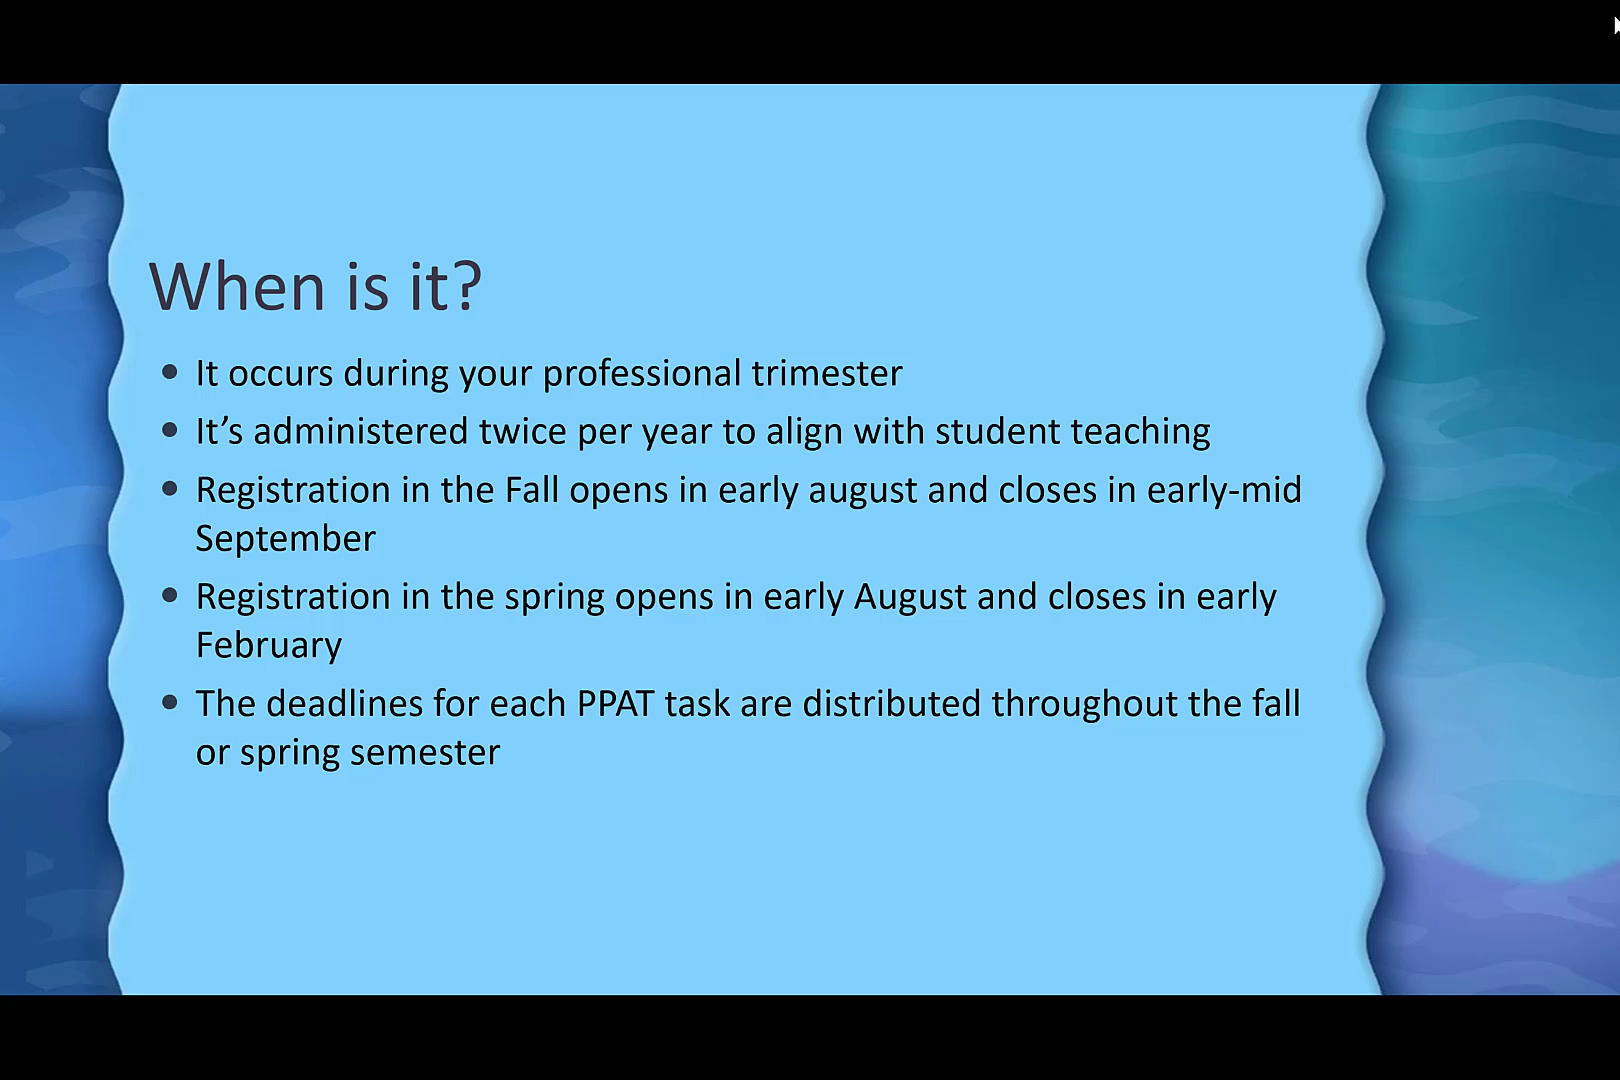 When is it?
• It occurs during your professional trimester
• It’s administered twice per year to align with student teaching
• Registration in the Fall opens in early august and closes in early-mid
September
• Registration in the spring opens in early August and closes in early
February
• The deadlines for each PPAT task are distributed throughout the fall
or spring semester